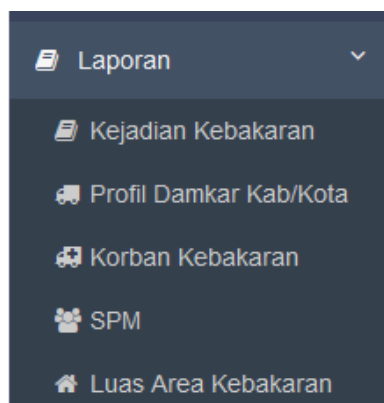 Laporan
Kejadian Kebakaran
Profil Damkar Kab/Kota
Korban Kebakaran
SPM
Luas Area Kebakaran